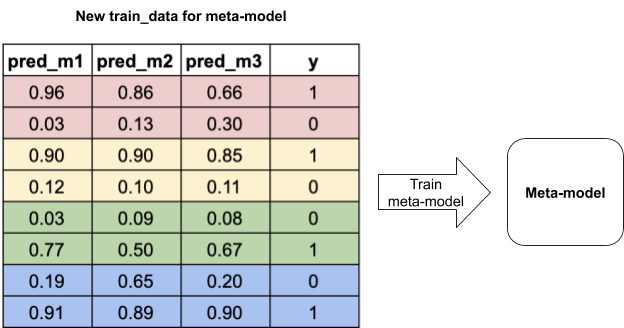 New train_data for meta-model
pred_m1 pred_m2 pred_m3 y
0.96 0.86 0.66 1
0.03 0.13 0.30 0
0.90 0.90 0.85 1
0.12 0.10 0.11 0
0.03 0.09 0.08 0
0.77 0.50 0.67 1
0.19 0.65 0.20 0
0.91 0.89 0.90 1
Train
meta-model
Meta-model